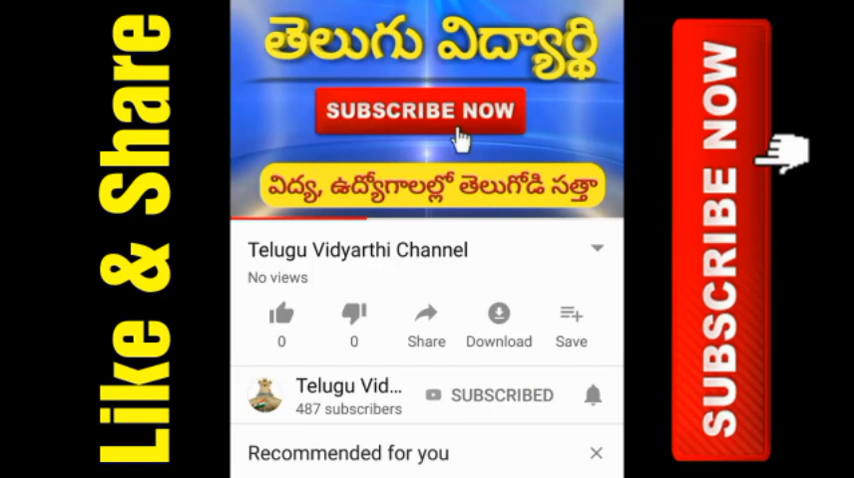 Like & Share
తెలుగు విద్యార్థి
SUBSCRIBE NOW
విద్య, ఉద్యోగాలల్లో తెలుగోడి సత్తా
Telugu Vidyarthi Channel
No views
0 0 Share Download Save
Telugu Vid... SUBSCRIBED
487 subscribers
Recommended for you
SUBSCRIBE NOW